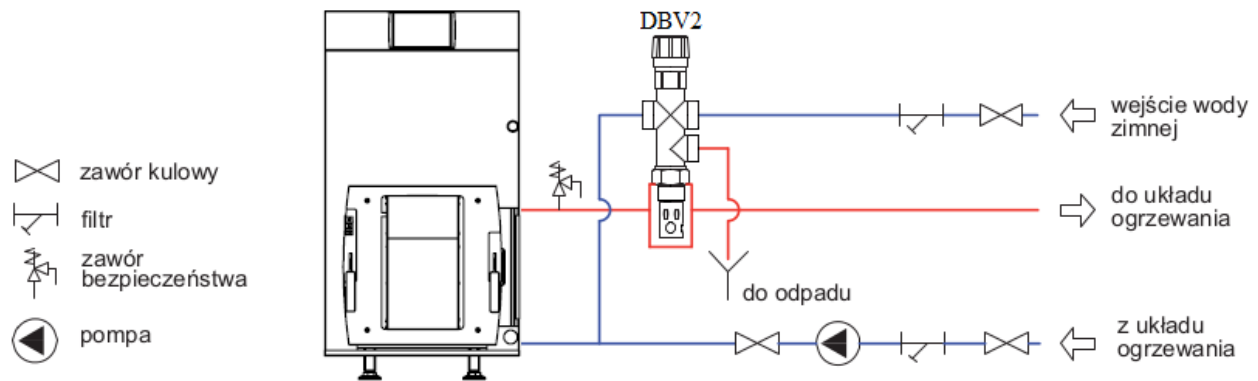 DBV2
wejście wody
zimnej
zawór kulowy
filtr
do układu
ogrzewania
zawór
bezpieczeństwa
do odpadu
pompa
z układu
ogrzewania